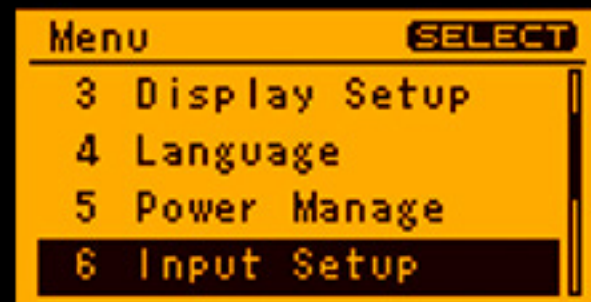 Menu SELECT
3 Display Setup
4 Language
5 Power Manage
6 Input Setup